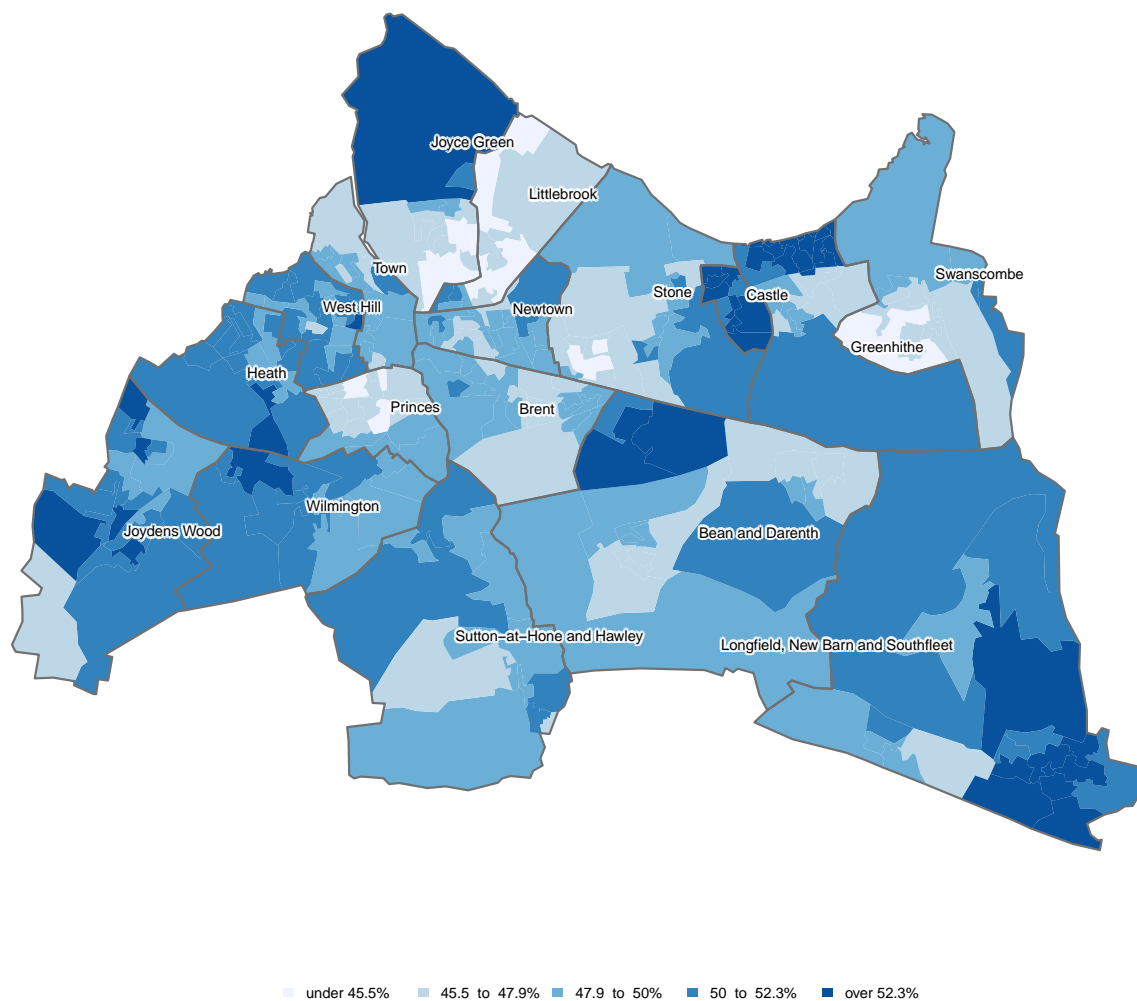 Joyce Green
Littlebrook
Town
Swanscombe
Stone
Castle
West Hill
Newtown
Greenhithe
Heath
Princes
Brent
Wilmington
Joydens Wood
Bean and Darenth
Sutton−at−Hone and Hawley
Longfield, New Barn and Southfleet
under 45.5% 45.5 to 47.9% 47.9 to 50% 50 to 52.3% over 52.3%